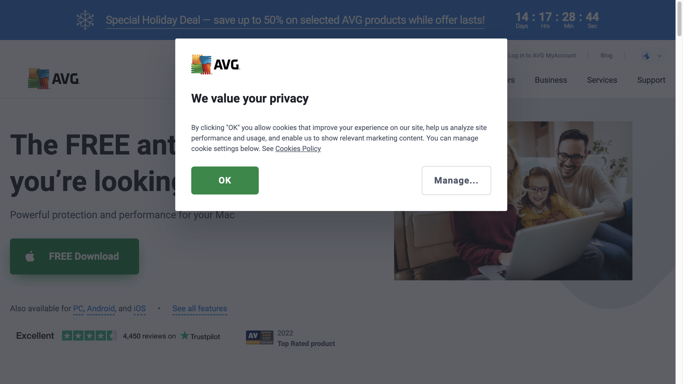 Special Holiday Deal — save up to 50% on selected AVG products while offer lasts!
14 : 17 : 28 : 44
Days Hrs Min Sec
Log in to AVG MyAccount
Blog
AVG
Business
Services
Support
AVG
We value your privacy
By clicking "OK" you allow cookies that improve your experience on our site, help us analyze site
performance and usage, and enable us to show relevant marketing content. You can manage
cookie settings below. See Cookies Policy
OK
Manage...
The FREE ant
you're looking
Powerful protection and performance for your Mac
FREE Download
Also available for PC, Android, and iOS • See all features
Excellent
4,450 reviews on Trustpilot
AV
2022
Top Rated product